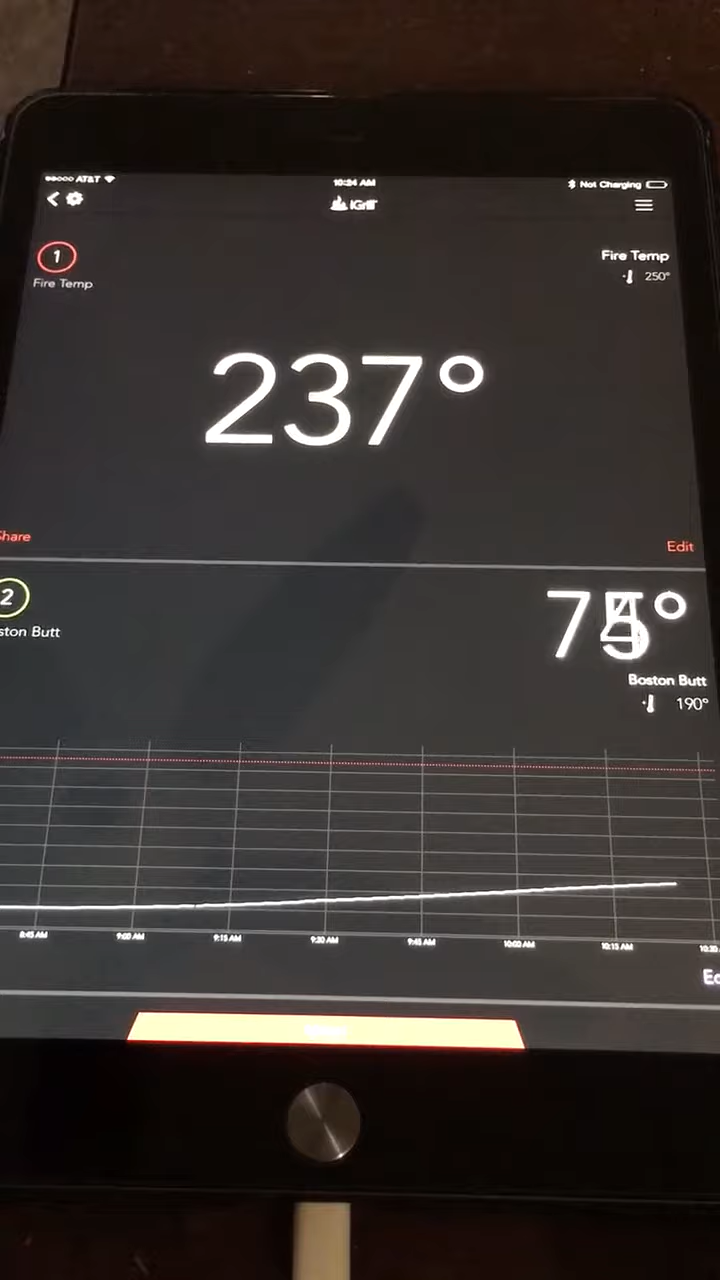 AT&T 10:24 AM Not Charging
iGrill
1 Fire Temp
Fire Temp 250°
237°
Share Edit
2
ston Butt
Boston Butt
190°
8:45 AM 9:00 AM 9:15 AM 9:30 AM 9:45 AM 10:00 AM 10:15 AM 10:30